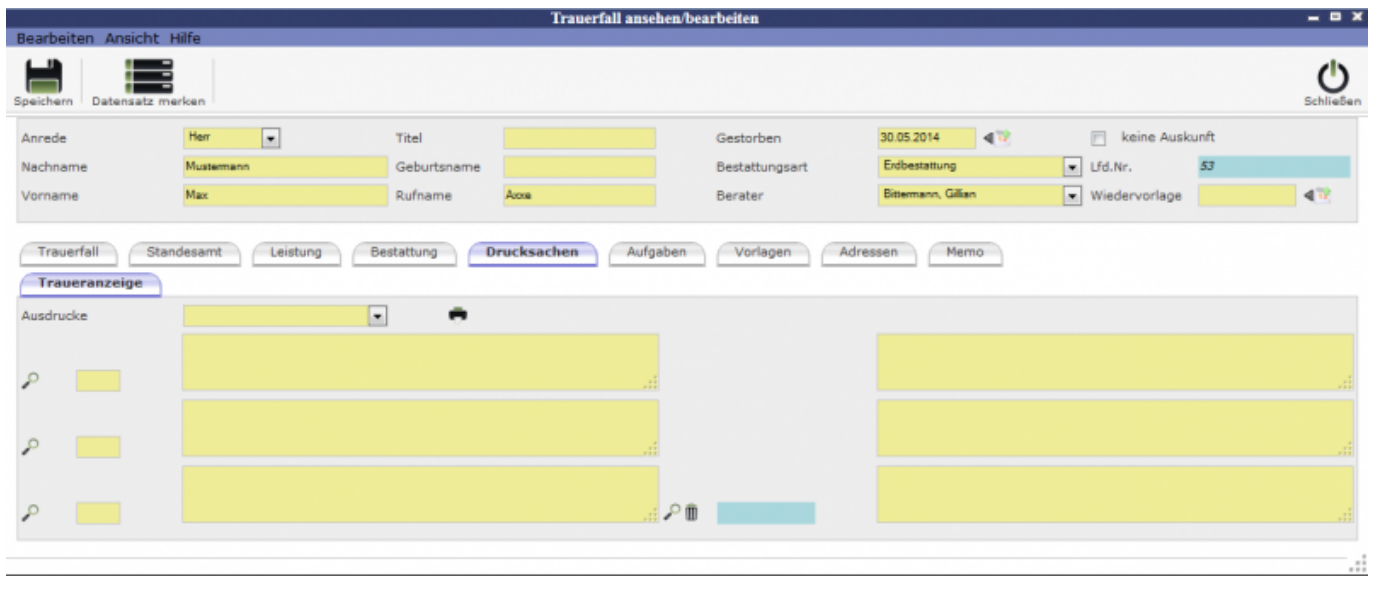 Trauerfall ansehen/bearbeiten
Bearbeiten Ansicht Hilfe
Speichern Datensatz merken Schließen
Anrede Herr Titel Gestorben 30.05.2014 keine Auskunft
Nachname Mustermann Geburtsname Bestattungsart Erdbestattung Lfd.Nr. 53
Vorname Max Rufname Berater Bittermann, Gillian Wiedervorlage
Trauerfall Standesamt Leistung Bestattung Drucksachen Aufgaben Vorlagen Adressen Memo
Traueranzeige
Ausdrucke